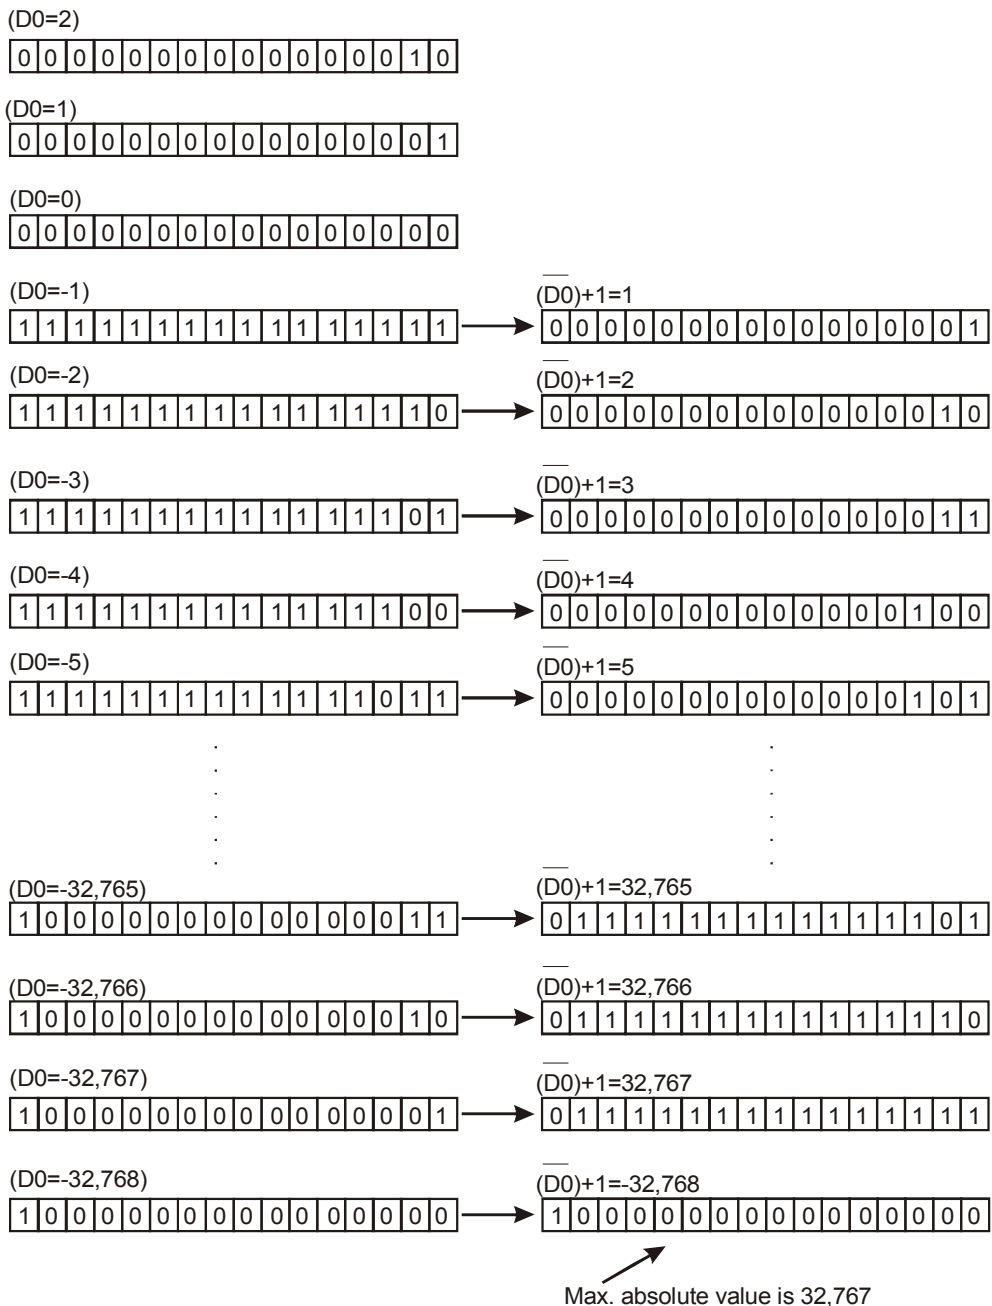 (D0=2)
0 0 0 0 0 0 0 0 0 0 0 0 0 0 1 0
(D0=1)
0 0 0 0 0 0 0 0 0 0 0 0 0 0 0 1
(D0=0)
0 0 0 0 0 0 0 0 0 0 0 0 0 0 0 0
(D0=-1) (D0)+1=1
1 1 1 1 1 1 1 1 1 1 1 1 1 1 1 1 0 0 0 0 0 0 0 0 0 0 0 0 0 0 0 1
(D0=-2) (D0)+1=2
1 1 1 1 1 1 1 1 1 1 1 1 1 1 1 0 0 0 0 0 0 0 0 0 0 0 0 0 0 0 1 0
(D0=-3) (D0)+1=3
1 1 1 1 1 1 1 1 1 1 1 1 1 1 0 1 0 0 0 0 0 0 0 0 0 0 0 0 0 0 1 1
(D0=-4) (D0)+1=4
1 1 1 1 1 1 1 1 1 1 1 1 1 1 0 0 0 0 0 0 0 0 0 0 0 0 0 0 0 1 0 0
(D0=-5) (D0)+1=5
1 1 1 1 1 1 1 1 1 1 1 1 1 0 1 1 0 0 0 0 0 0 0 0 0 0 0 0 0 1 0 1
(D0=-32,765) (D0)+1=32,765
1 0 0 0 0 0 0 0 0 0 0 0 0 0 1 1 0 1 1 1 1 1 1 1 1 1 1 1 1 1 0 1
(D0=-32,766) (D0)+1=32,766
1 0 0 0 0 0 0 0 0 0 0 0 0 0 1 0 0 1 1 1 1 1 1 1 1 1 1 1 1 1 1 0
(D0=-32,767) (D0)+1=32,767
1 0 0 0 0 0 0 0 0 0 0 0 0 0 0 1 0 1 1 1 1 1 1 1 1 1 1 1 1 1 1 1
(D0=-32,768) (D0)+1=-32,768
1 0 0 0 0 0 0 0 0 0 0 0 0 0 0 0 1 0 0 0 0 0 0 0 0 0 0 0 0 0 0 0
Max. absolute value is 32,767